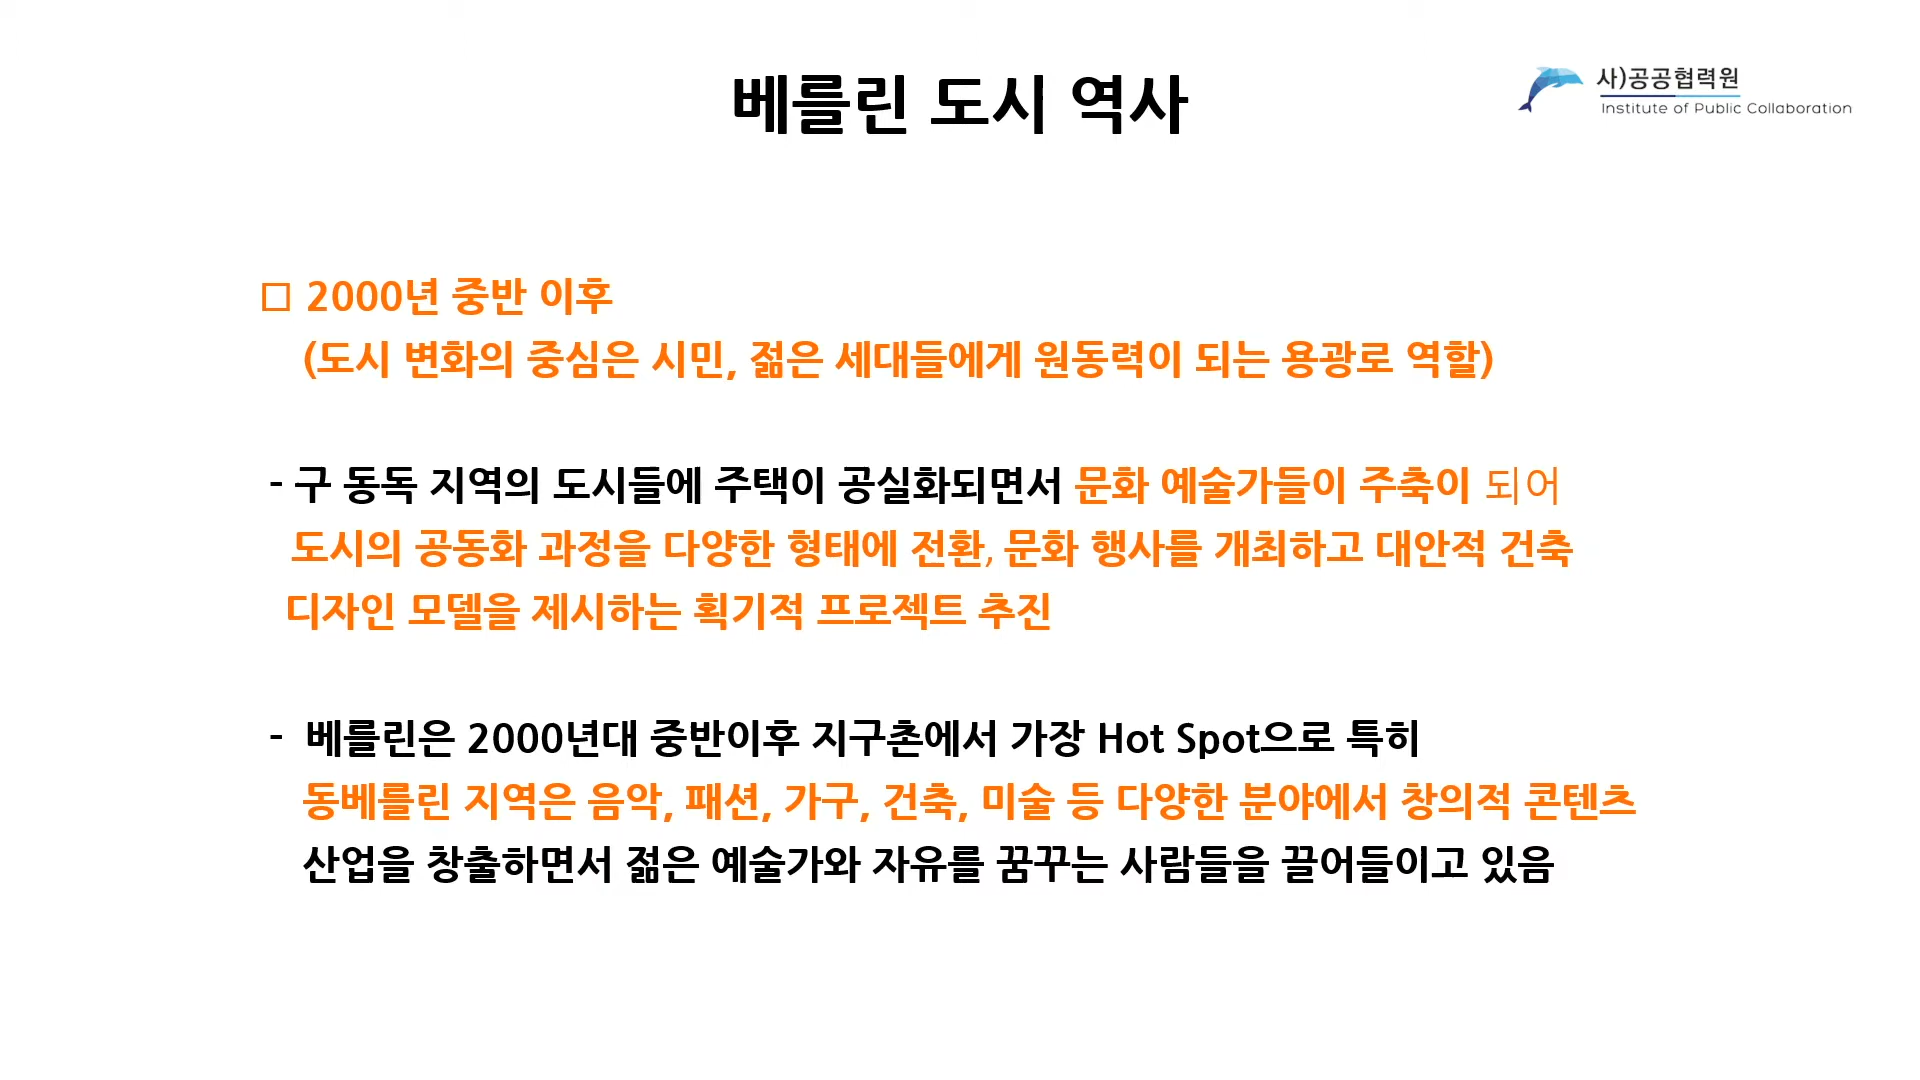 베를린 도시 역사
사)공공협력원
Institute of Public Collaboration
□ 2000년 중반 이후
(도시 변화의 중심은 시민, 젊은 세대들에게 원동력이 되는 용광로 역할)
- 구 동독 지역의 도시들에 주택이 공실화되면서 문화 예술가들이 주축이 되어
도시의 공동화 과정을 다양한 형태에 전환, 문화 행사를 개최하고 대안적 건축
디자인 모델을 제시하는 획기적 프로젝트 추진
- 베를린은 2000년대 중반이후 지구촌에서 가장 Hot Spot으로 특히
동베를린 지역은 음악, 패션, 가구, 건축, 미술 등 다양한 분야에서 창의적 콘텐츠
산업을 창출하면서 젊은 예술가와 자유를 꿈꾸는 사람들을 끌어들이고 있음